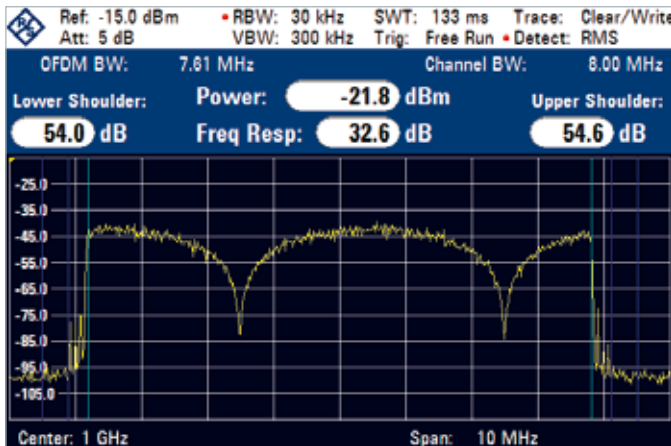 Ref: -15.0 dBm • RBW: 30 kHz SWT: 133 ms Trace: Clear/Write
Att: 5 dB VBW: 300 kHz Trig: Free Run • Detect: RMS
OFDM BW: 7.61 MHz Channel BW: 8.00 MHz
Lower Shoulder: Power: -21.8 dBm Upper Shoulder:
54.0 dB Freq Resp: 32.6 dB 54.6 dB
-25.0
-35.0
-45.0
-55.0
-65.0
-75.0
-85.0
-95.0
-105.0
Center: 1 GHz Span: 10 MHz